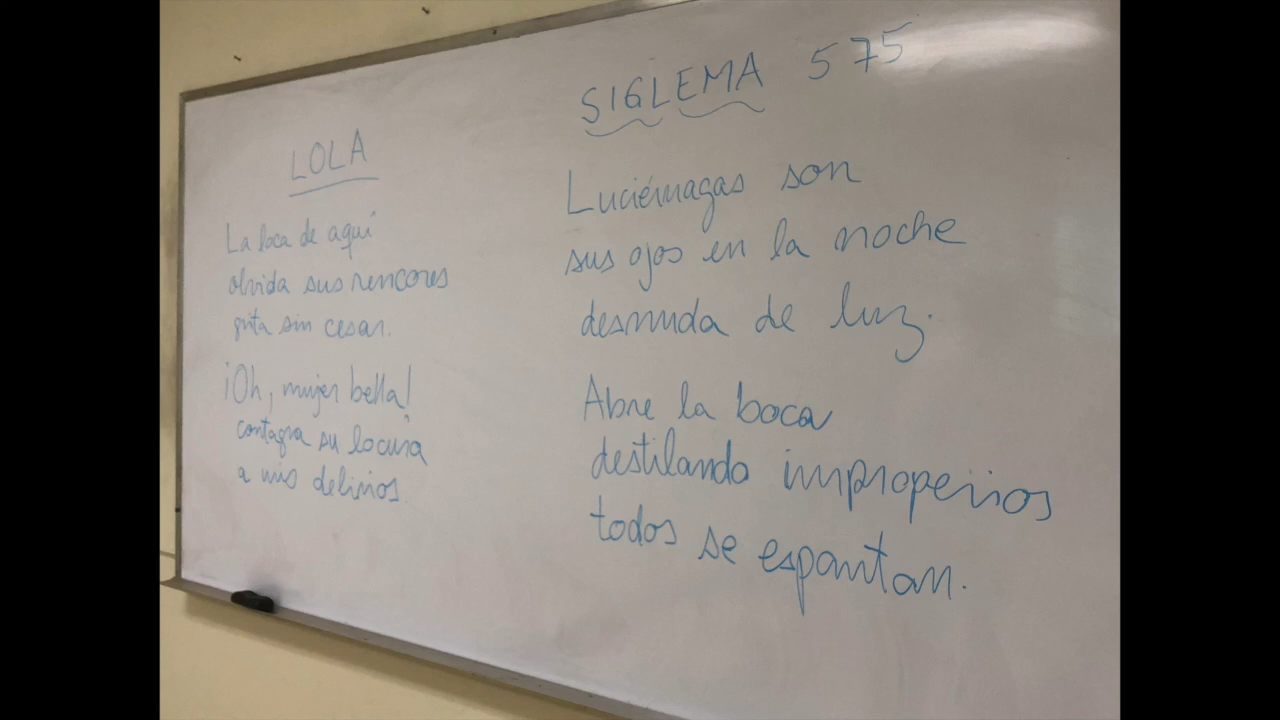 LOLA
La loca de aquí
olvida sus rencores
grita sin cesar.
¡Oh, mujer bella!
contagia su locura
a mis delirios.
SIGLEMA 575
Luciérnagas son
sus ojos en la noche
desnuda de luz.
Abre la boca
destilando improperios
todos se espantan.